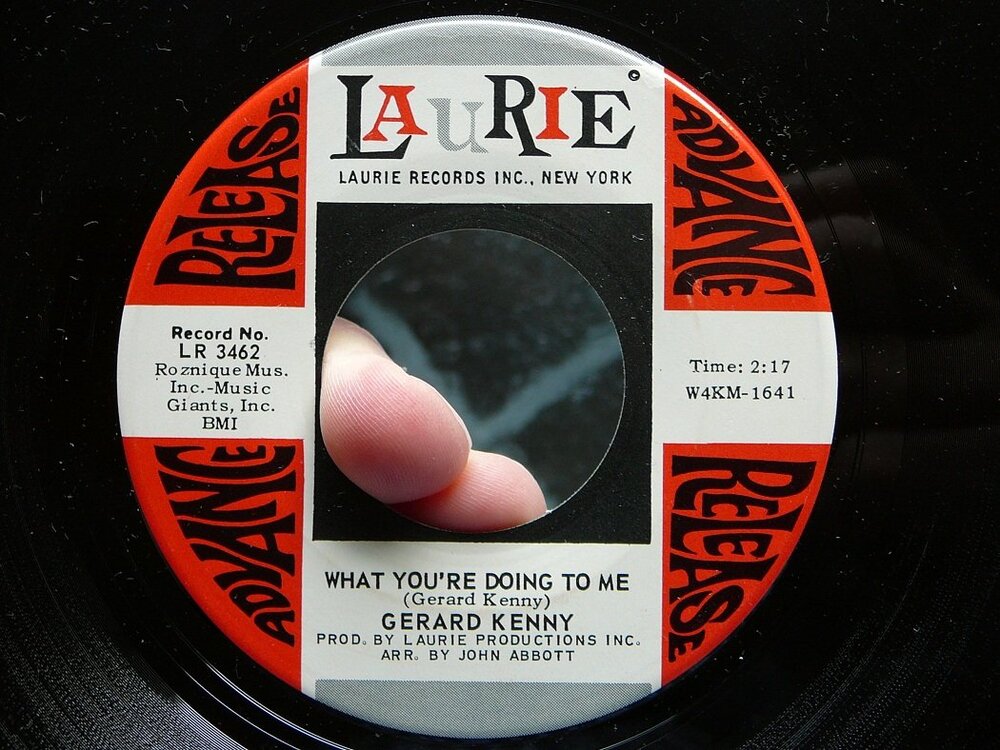 LAURIE
LAURIE RECORDS INC., NEW YORK
RELEASE
ADVANCE
Record No.
LR 3462
Roznique Mus.
Inc.-Music
Giants, Inc.
BMI
Time: 2:17
W4KM-1641
ADVANCE
RELEASE
WHAT YOU'RE DOING TO ME
(Gerard Kenny)
GERARD KENNY
PROD. BY LAURIE PRODUCTIONS INC.
ARR. BY JOHN ABBOTT